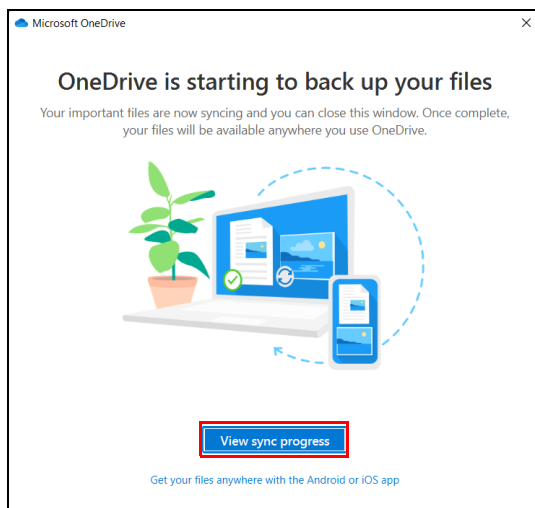 Microsoft OneDrive
OneDrive is starting to back up your files
Your important files are now syncing and you can close this window. Once complete,
your files will be available anywhere you use OneDrive.
View sync progress
Get your files anywhere with the Android or iOS app